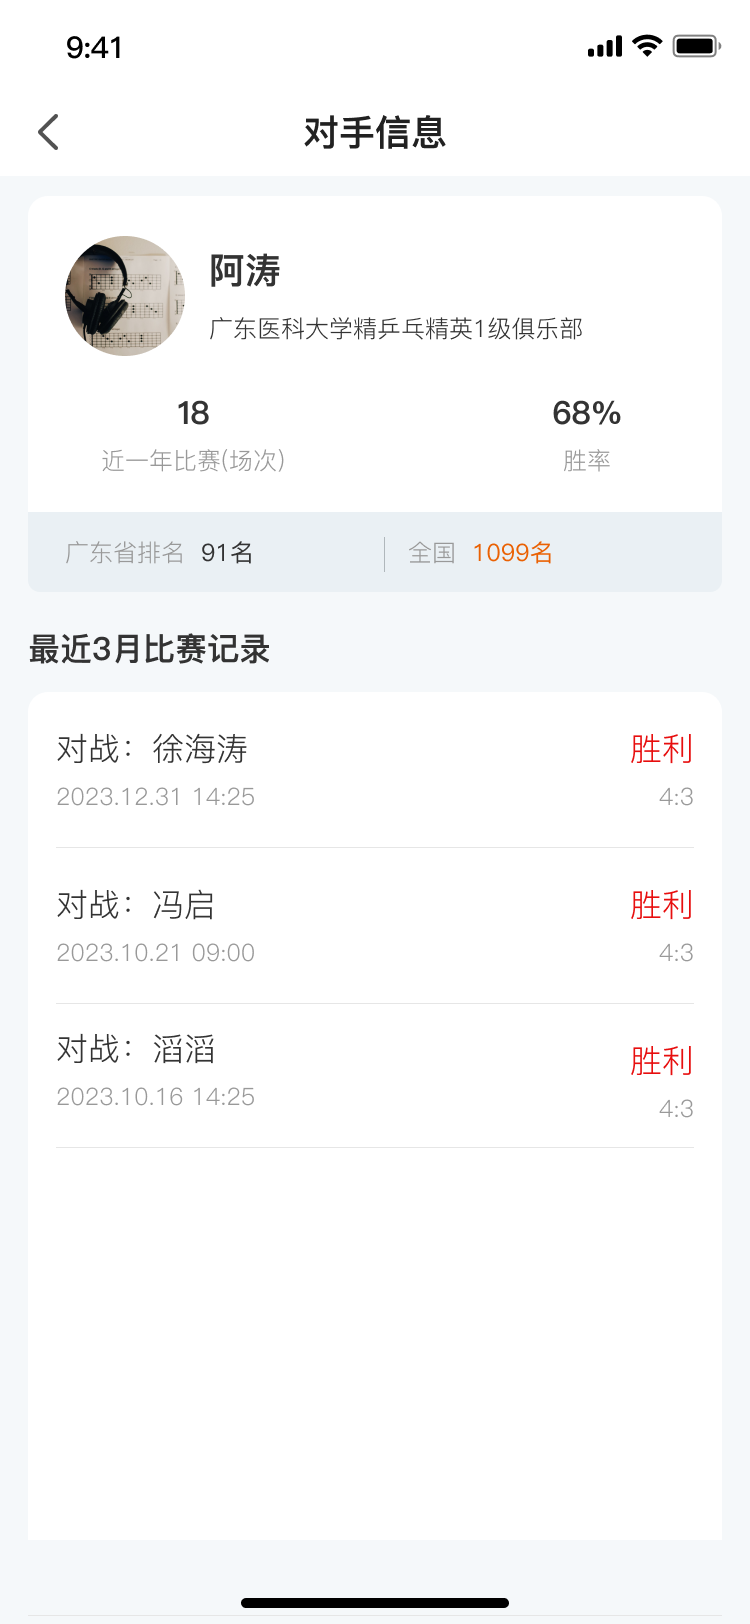 9:41
对手信息
阿涛
广东医科大学精乒乓精英1级俱乐部
18
68%
近一年比赛(场次)
胜率
广东省排名 91名
全国 1099名
最近3月比赛记录
对战：徐海涛
胜利
2023.12.31 14:25
4:3
对战：冯启
胜利
2023.10.21 09:00
4:3
对战：滔滔
胜利
2023.10.16 14:25
4:3